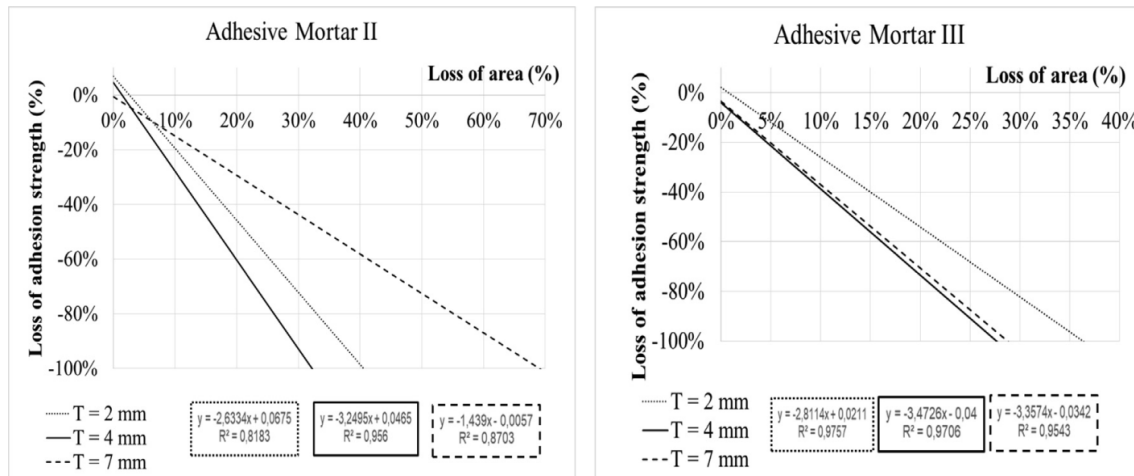 Adhesive Mortar II
Loss of area (%)
Loss of adhesion strength (%)
0%
-20%
-40%
-60%
-80%
-100%
0% 10% 20% 30% 40% 50% 60% 70%
T = 2 mm
T = 4 mm
T = 7 mm
y = -2,6334x + 0,0675
R² = 0,8183
y = -3,2495x + 0,0465
R² = 0,956
y = -1,439x - 0,0057
R² = 0,8703
Adhesive Mortar III
Loss of area (%)
Loss of adhesion strength (%)
0%
-20%
-40%
-60%
-80%
-100%
0% 5% 10% 15% 20% 25% 30% 35% 40%
T = 2 mm
T = 4 mm
T = 7 mm
y = -2,8114x + 0,0211
R² = 0,9757
y = -3,4726x - 0,04
R² = 0,9706
y = -3,3574x - 0,0342
R² = 0,9543